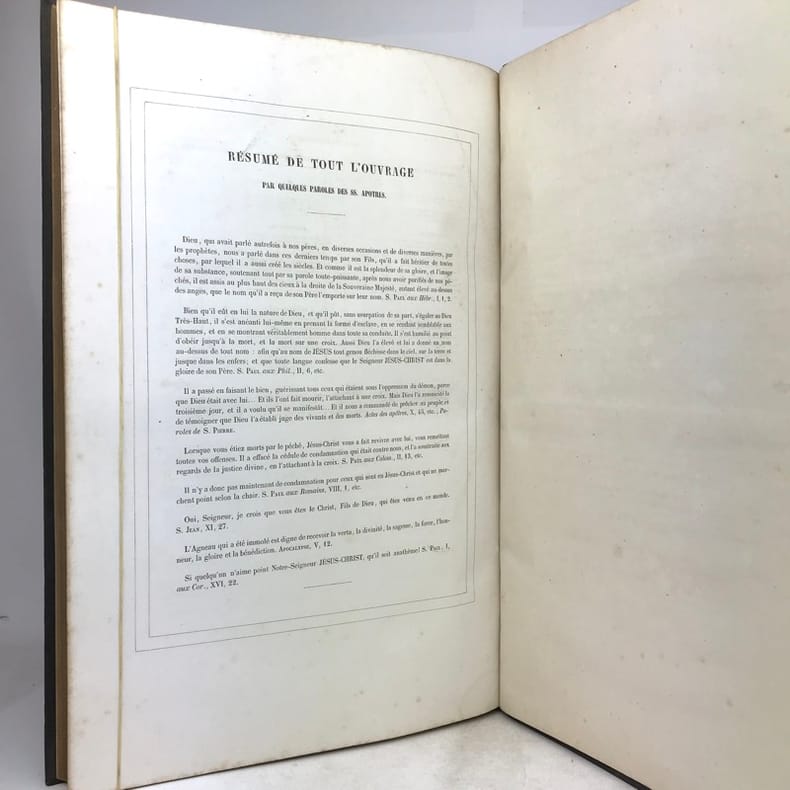 RÉSUMÉ DE TOUT L'OUVRAGE
PAR QUELQUES PAROLES DES SS. APOTRES.
Dieu, qui avait parlé autrefois à nos pères, en diverses occasions et de diverses manières, par
les prophètes, nous a parlé dans ces derniers temps par son Fils, qu'il a fait héritier de toutes
choses, par lequel il a aussi créé les siècles. Et comme il est la splendeur de sa gloire, et l'image
de sa substance, soutenant tout par sa parole toute-puissante, après nous avoir purifiés de nos pé-
chés, il est assis au plus haut des cieux à la droite de la Souveraine Majesté, autant élevé au-dessus
des anges, que le nom qu'il a reçu de son Père l'emporte sur leur nom. S. PAUL aux Hébr., I, 1, 2.
Bien qu'il eût en lui la nature de Dieu, et qu'il pût, sans usurpation de sa part, s'égaler au Dieu
Très-Haut, il s'est anéanti lui-même en prenant la forme d'esclave, en se rendant semblable aux
hommes, et en se montrant véritablement homme dans toute sa conduite. Il s'est humilié au point
d'obéir jusqu'à la mort, et la mort sur une croix. Aussi Dieu l'a élevé et lui a donné un nom
au-dessus de tout nom : afin qu'au nom de JÉSUS tout genou fléchisse dans le ciel, sur la terre et
jusque dans les enfers; et que toute langue confesse que le Seigneur JÉSUS-CHRIST est dans la
gloire de son Père. S. PAUL aux Phil., II, 6, etc.
Il a passé en faisant le bien, guérissant tous ceux qui étaient sous l'oppression du démon, parce
que Dieu était avec lui... Et ils l'ont fait mourir, l'attachant à une croix. Mais Dieu l'a ressuscité le
troisième jour, et il a voulu qu'il se manifestât... Et il nous a commandé de prêcher au peuple et
de témoigner que Dieu l'a établi juge des vivants et des morts. Actes des apôtres, X, 45, etc., Pa-
roles de S. PIERRE.
Lorsque vous étiez morts par le péché, Jésus-Christ vous a fait revivre avec lui, vous remettant
toutes vos offenses. Il a effacé la cédule de condamnation qui était contre nous, et l'a soustraite aux
regards de la justice divine, en l'attachant à la croix. S. PAUL aux Coloss., II, 13, etc.
Il n'y a donc pas maintenant de condamnation pour ceux qui sont en Jésus-Christ et qui ne mar-
chent point selon la chair. S. PAUL aux Romains, VIII, 1, etc.
Oui, Seigneur, je crois que vous êtes le Christ, Fils de Dieu, qui êtes venu en ce monde.
S. JEAN, XI, 27.
L'Agneau qui a été immolé est digne de recevoir la vertu, la divinité, la sagesse, la force, l'hon-
neur, la gloire et la bénédiction. APOCALYPSE, V, 12.
Si quelqu'un n'aime point Notre-Seigneur JÉSUS-CHRIST, qu'il soit anathème! S. PAUL, I,
aux Cor., XVI, 22.